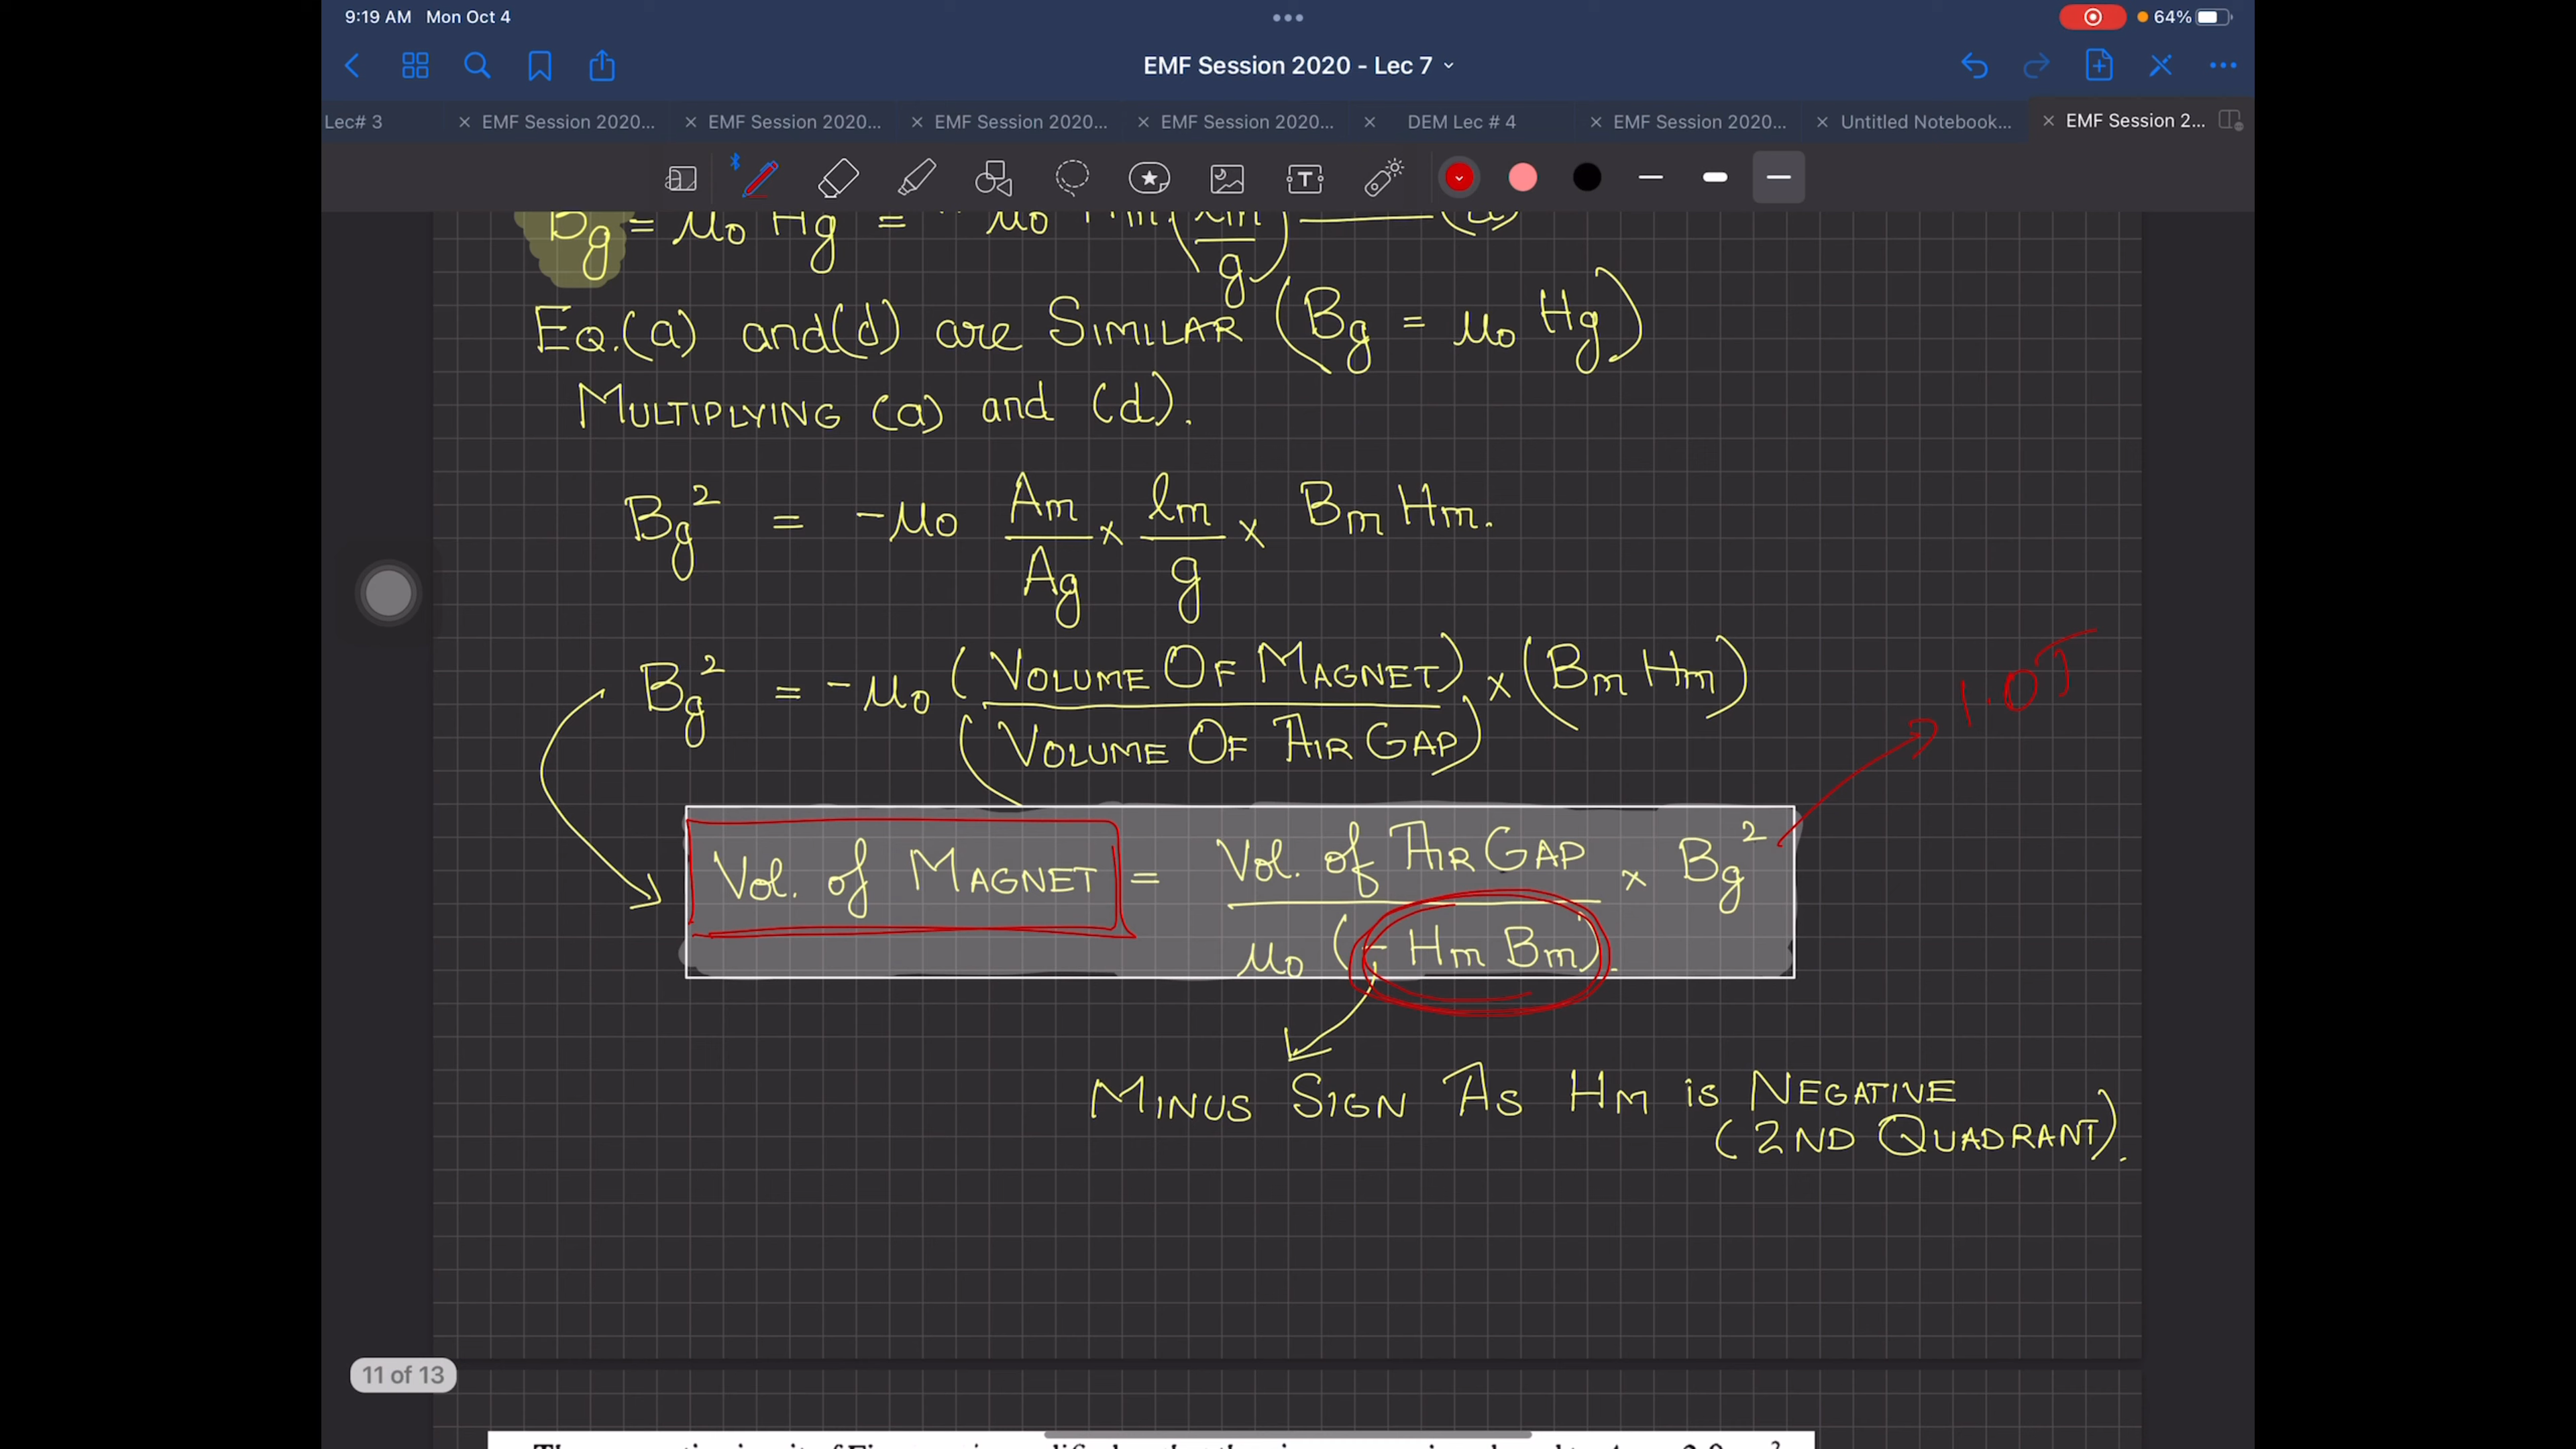 9:19 AM Mon Oct 4
64%
EMF Session 2020 - Lec 7
Lec# 3
EMF Session 2020...
EMF Session 2020...
EMF Session 2020...
EMF Session 2020...
DEM Lec # 4
EMF Session 2020...
Untitled Notebook...
EMF Session 2...
Bg = μo Hg =
g
EQ.(a) and(d) are SIMILAR (Bg = μo Hg)
MULTIPLYING (a) and (d).
Bg² = -μo Am/Ag × lm/g × Bm Hm.
Bg² = -μo (VOLUME OF MAGNET)/(VOLUME OF AIR GAP) × (Bm Hm)
1.0T
Vol. of MAGNET = Vol. of AIR GAP/μo (-Hm Bm) × Bg²
MINUS SIGN AS Hm is NEGATIVE
(2ND QUADRANT).
11 of 13